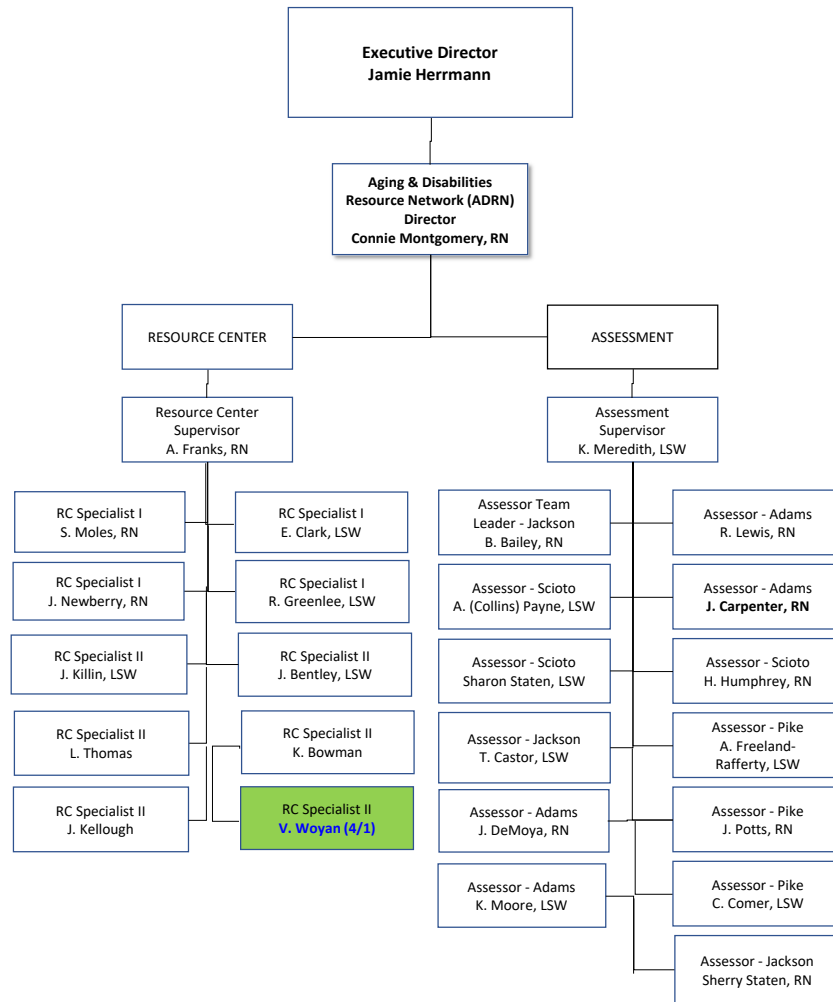 Executive Director
Jamie Herrmann
Aging & Disabilities
Resource Network (ADRN)
Director
Connie Montgomery, RN
RESOURCE CENTER
ASSESSMENT
Resource Center
Supervisor
A. Franks, RN
Assessment
Supervisor
K. Meredith, LSW
RC Specialist I
S. Moles, RN
RC Specialist I
E. Clark, LSW
Assessor Team
Leader - Jackson
B. Bailey, RN
Assessor - Adams
R. Lewis, RN
RC Specialist I
J. Newberry, RN
RC Specialist I
R. Greenlee, LSW
Assessor - Scioto
A. (Collins) Payne, LSW
Assessor - Adams
J. Carpenter, RN
RC Specialist II
J. Killin, LSW
RC Specialist II
J. Bentley, LSW
Assessor - Scioto
Sharon Staten, LSW
Assessor - Scioto
H. Humphrey, RN
RC Specialist II
L. Thomas
RC Specialist II
K. Bowman
Assessor - Jackson
T. Castor, LSW
Assessor - Pike
A. Freeland-
Rafferty, LSW
RC Specialist II
J. Kellough
RC Specialist II
V. Woyan (4/1)
Assessor - Adams
J. DeMoya, RN
Assessor - Pike
J. Potts, RN
Assessor - Adams
K. Moore, LSW
Assessor - Pike
C. Comer, LSW
Assessor - Jackson
Sherry Staten, RN